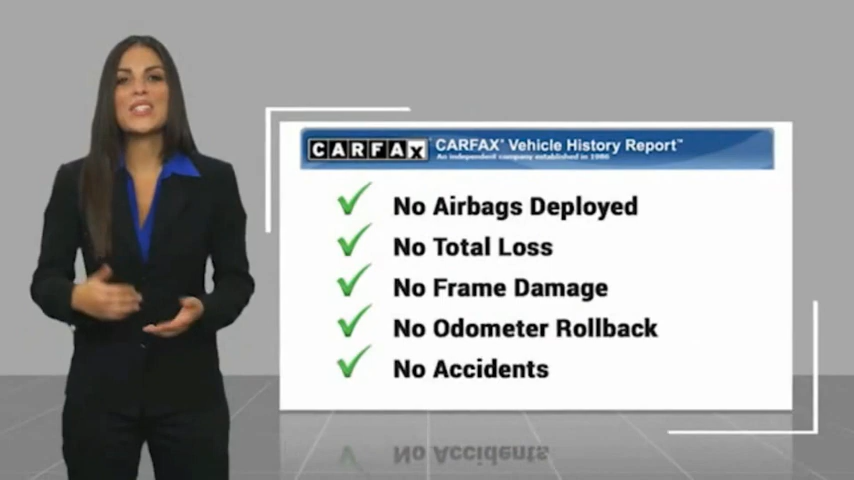 CARFAX CARFAX® Vehicle History Report™
An independent company established in 1986
No Airbags Deployed
No Total Loss
No Frame Damage
No Odometer Rollback
No Accidents
No Accidents